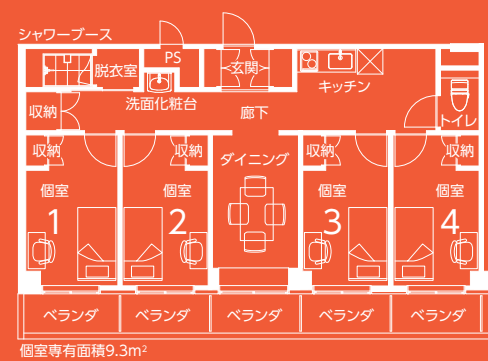 シャワーブース
脱衣室
PS
玄関
キッチン
洗面化粧台
廊下
トイレ
収納
収納
収納
ダイニング
収納
収納
個室
1
個室
2
個室
3
個室
4
ベランダ
ベランダ
ベランダ
ベランダ
ベランダ
個室専有面積9.3m²